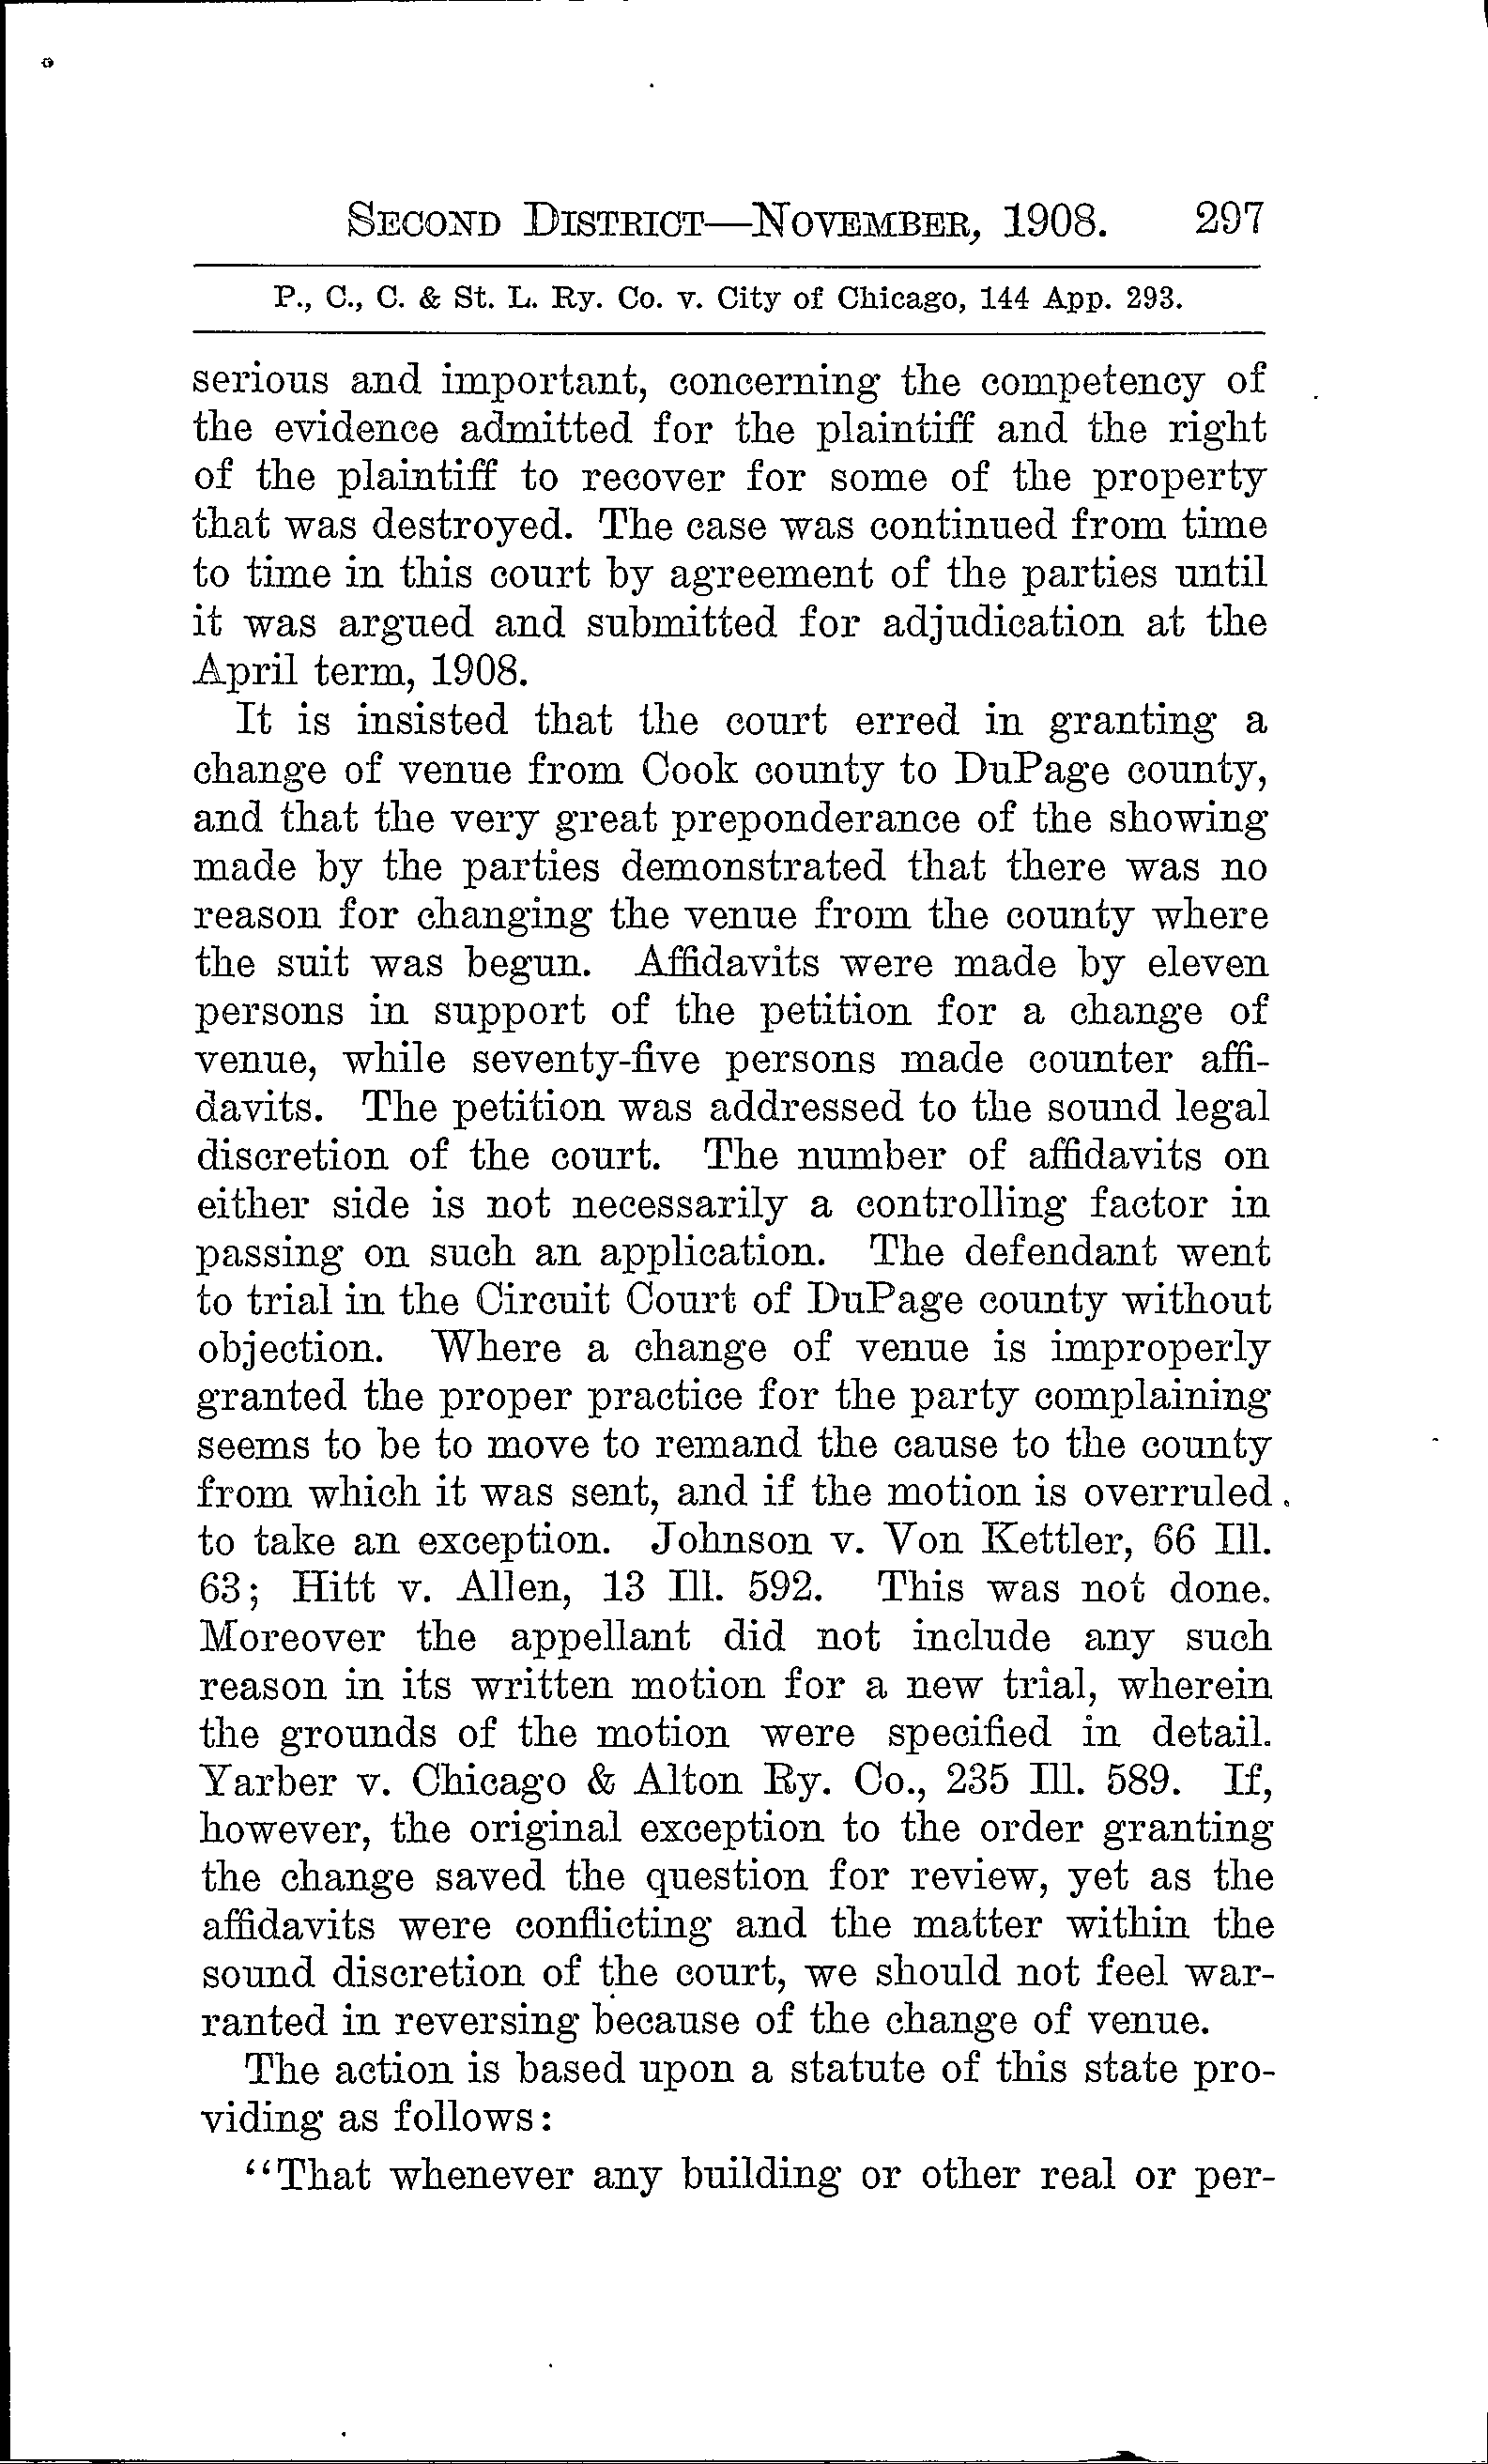 SECOND DISTRICT—NOVEMBER, 1908. 297
P., C., C. & St. L. Ry. Co. v. City of Chicago, 144 App. 293.
serious and important, concerning the competency of
the evidence admitted for the plaintiff and the right
of the plaintiff to recover for some of the property
that was destroyed. The case was continued from time
to time in this court by agreement of the parties until
it was argued and submitted for adjudication at the
April term, 1908.
It is insisted that the court erred in granting a
change of venue from Cook county to DuPage county,
and that the very great preponderance of the showing
made by the parties demonstrated that there was no
reason for changing the venue from the county where
the suit was begun. Affidavits were made by eleven
persons in support of the petition for a change of
venue, while seventy-five persons made counter affi-
davits. The petition was addressed to the sound legal
discretion of the court. The number of affidavits on
either side is not necessarily a controlling factor in
passing on such an application. The defendant went
to trial in the Circuit Court of DuPage county without
objection. Where a change of venue is improperly
granted the proper practice for the party complaining
seems to be to move to remand the cause to the county
from which it was sent, and if the motion is overruled
to take an exception. Johnson v. Von Kettler, 66 Ill.
63; Hitt v. Allen, 13 Ill. 592. This was not done.
Moreover the appellant did not include any such
reason in its written motion for a new trial, wherein
the grounds of the motion were specified in detail.
Yarber v. Chicago & Alton Ry. Co., 235 Ill. 589. If,
however, the original exception to the order granting
the change saved the question for review, yet as the
affidavits were conflicting and the matter within the
sound discretion of the court, we should not feel war-
ranted in reversing because of the change of venue.
The action is based upon a statute of this state pro-
viding as follows:
"That whenever any building or other real or per-